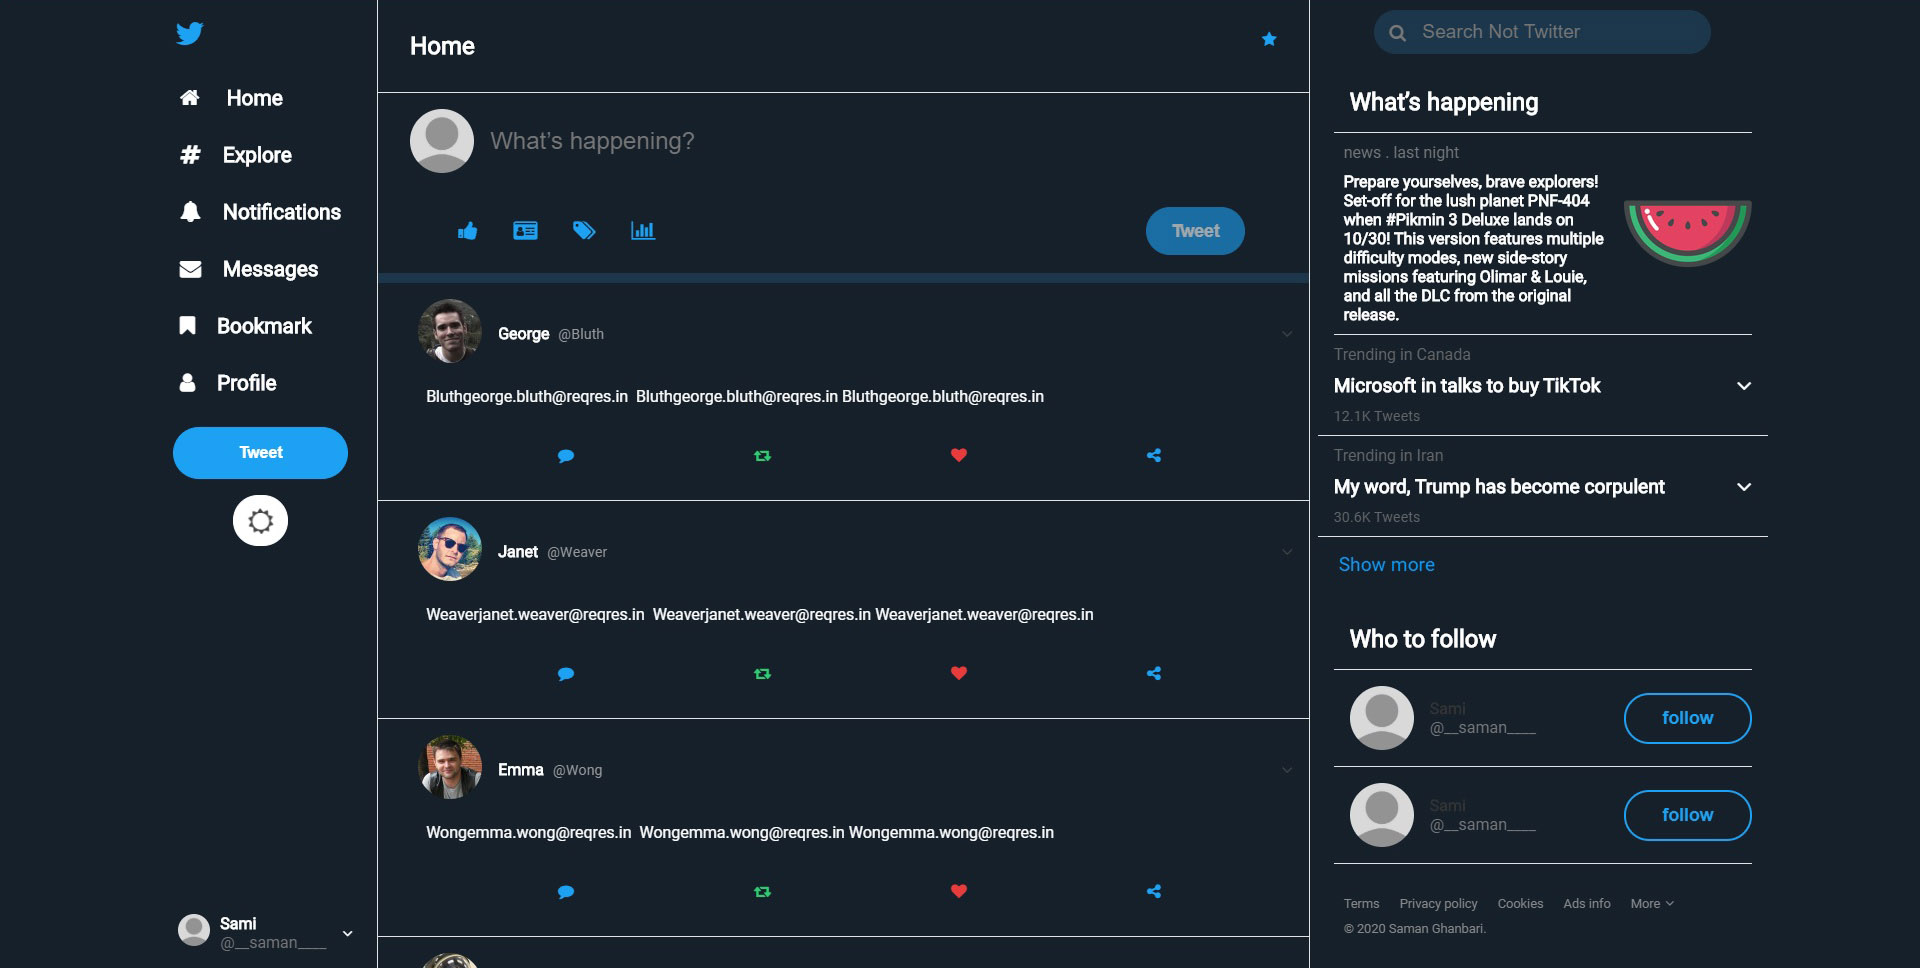 Home
Explore
Notifications
Messages
Bookmark
Profile
Tweet
Sami
@__saman____
Home
What's happening?
Tweet
George @Bluth
Bluthgeorge.bluth@reqres.in Bluthgeorge.bluth@reqres.in Bluthgeorge.bluth@reqres.in
Janet @Weaver
Weaverjanet.weaver@reqres.in Weaverjanet.weaver@reqres.in Weaverjanet.weaver@reqres.in
Emma @Wong
Wongemma.wong@reqres.in Wongemma.wong@reqres.in Wongemma.wong@reqres.in
Search Not Twitter
What's happening
news . last night
Prepare yourselves, brave explorers!
Set-off for the lush planet PNF-404
when #Pikmin 3 Deluxe lands on
10/30! This version features multiple
difficulty modes, new side-story
missions featuring Olimar & Louie,
and all the DLC from the original
release.
Trending in Canada
Microsoft in talks to buy TikTok
12.1K Tweets
Trending in Iran
My word, Trump has become corpulent
30.6K Tweets
Show more
Who to follow
Sami
@__saman____
follow
Sami
@__saman____
follow
Terms Privacy policy Cookies Ads info More
© 2020 Saman Ghanbari.